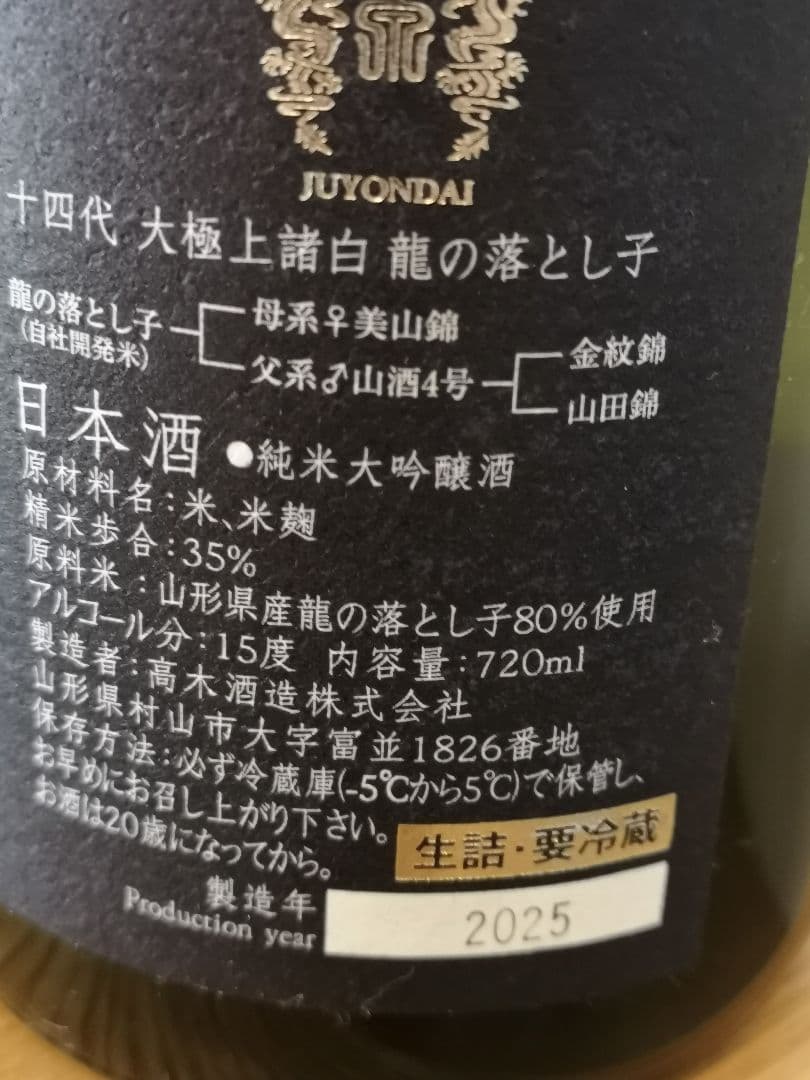 JUYONDAI
十四代 大極上諸白 龍の落とし子
龍の落とし子
(自社開発米)
母系♀美山錦
父系♂山酒4号
金紋錦
山田錦
日本酒 ●純米大吟醸酒
原材料名:米、米麹
精米歩合:35%
原料米:山形県産龍の落とし子80%使用
アルコール分:15度 内容量:720ml
製造者:高木酒造株式会社
山形県村山市大字富並1826番地
保存方法:必ず冷蔵庫(-5℃から5℃)で保管し、
お早めにお召し上がり下さい。
お酒は20歳になってから。
生詰・要冷蔵
製造年
Production year
2025